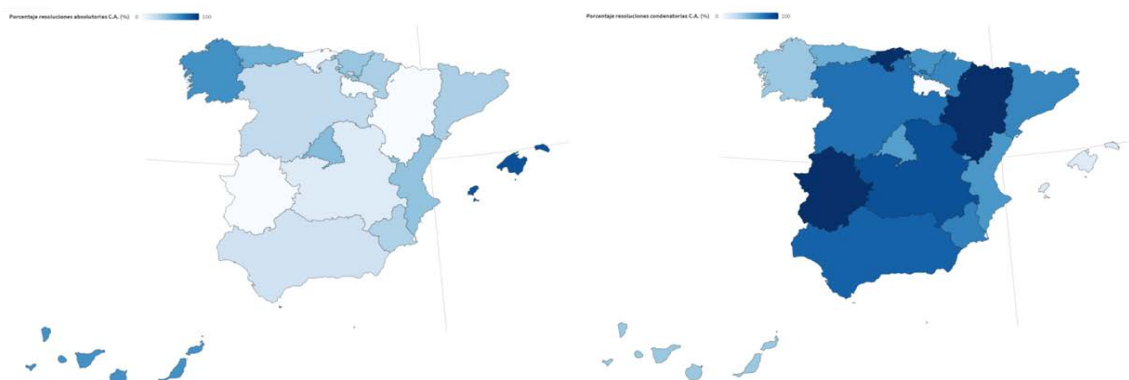 Porcentaje resoluciones absolutorias C.A. (%) 0 100
Porcentaje resoluciones condenatorias C.A. (%) 0 100